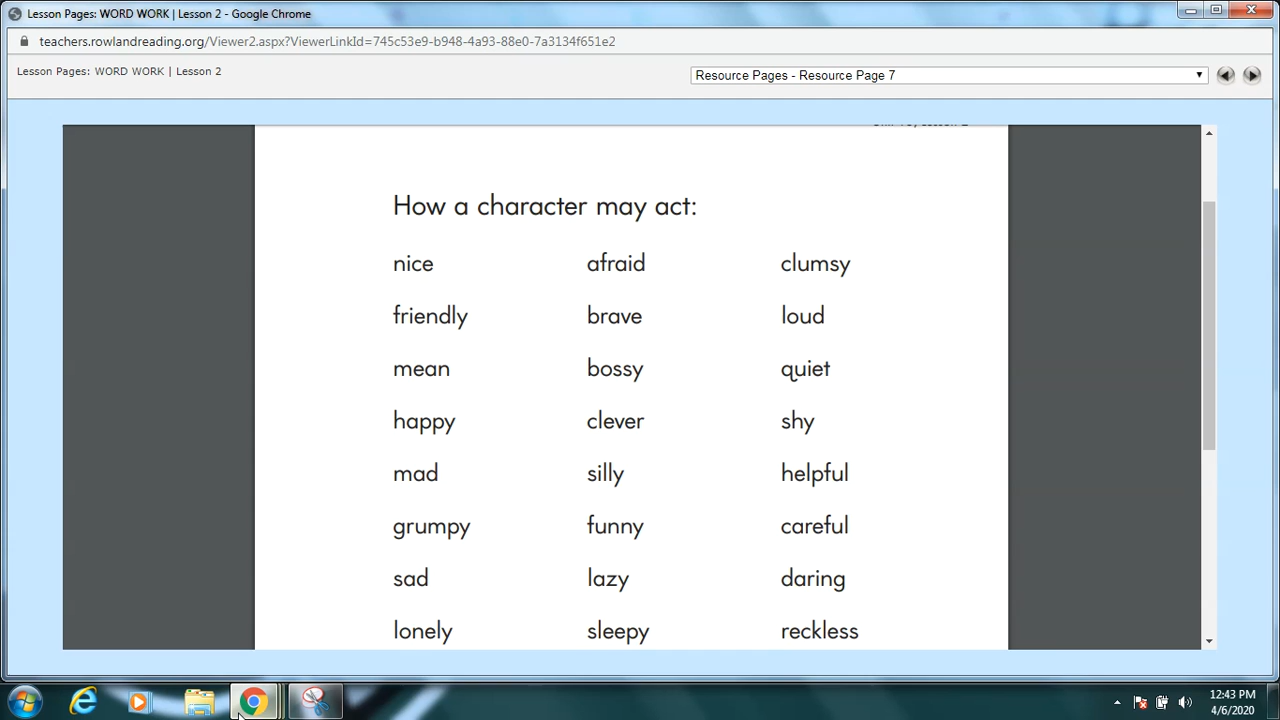 Lesson Pages: WORD WORK | Lesson 2 - Google Chrome
teachers.rowlandreading.org/Viewer2.aspx?ViewerLinkId=745c53e9-b948-4a93-88e0-7a3134f651e2
Lesson Pages: WORD WORK | Lesson 2
Resource Pages - Resource Page 7
How a character may act:
nice afraid clumsy
friendly brave loud
mean bossy quiet
happy clever shy
mad silly helpful
grumpy funny careful
sad lazy daring
lonely sleepy reckless
12:43 PM
4/6/2020